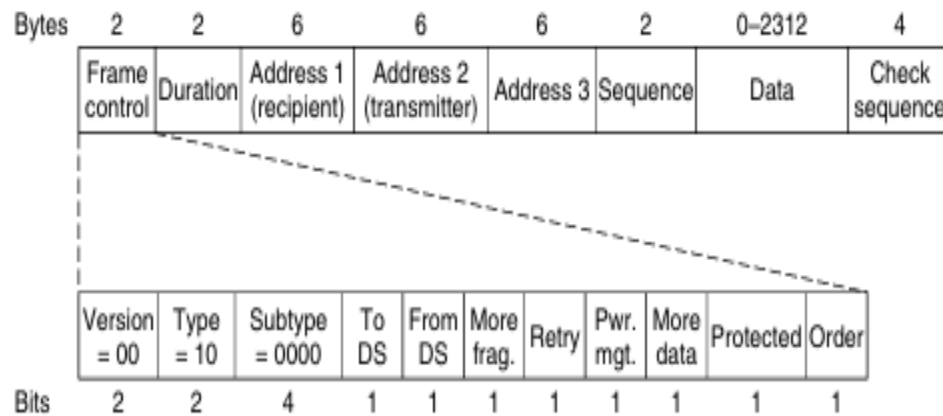 Bytes 2 2 6 6 6 2 0–2312 4
Frame control Duration Address 1 (recipient) Address 2 (transmitter) Address 3 Sequence Data Check sequence
Version = 00 Type = 10 Subtype = 0000 To DS From DS More frag. Retry Pwr. mgt. More data Protected Order
Bits 2 2 4 1 1 1 1 1 1 1 1